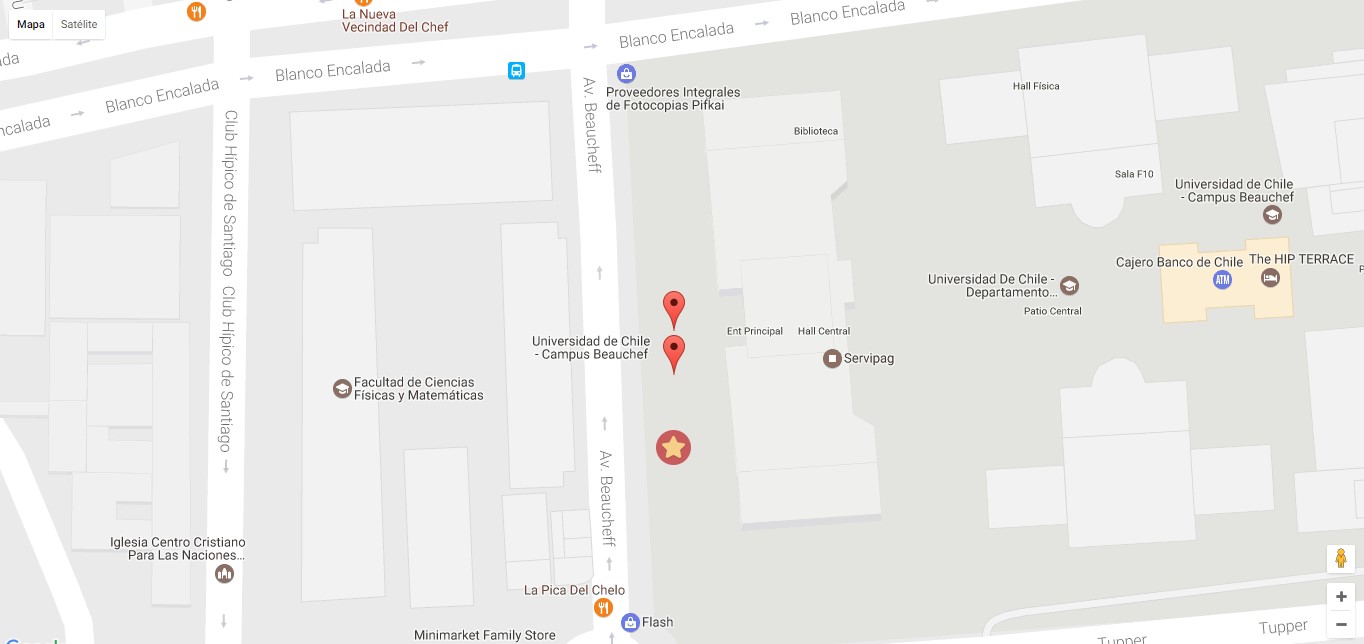 Mapa
Satélite
La Nueva
Vecindad Del Chef
Blanco Encalada
Blanco Encalada
Blanco Encalada
Blanco Encalada
Av. Beaucheff
Proveedores Integrales
de Fotocopias Pifkai
Hall Física
Biblioteca
Sala F10
Club Hípico de Santiago
Club Hípico de Santiago
Universidad de Chile
- Campus Beauchef
Cajero Banco de Chile
ATM
The HIP TERRACE
Universidad De Chile -
Departamento...
Patio Central
Ent Principal
Hall Central
Universidad de Chile
- Campus Beauchef
Servipag
Facultad de Ciencias
Físicas y Matemáticas
Av. Beaucheff
Iglesia Centro Cristiano
Para Las Naciones...
La Pica Del Chelo
Flash
Minimarket Family Store
Tupper
Tupper